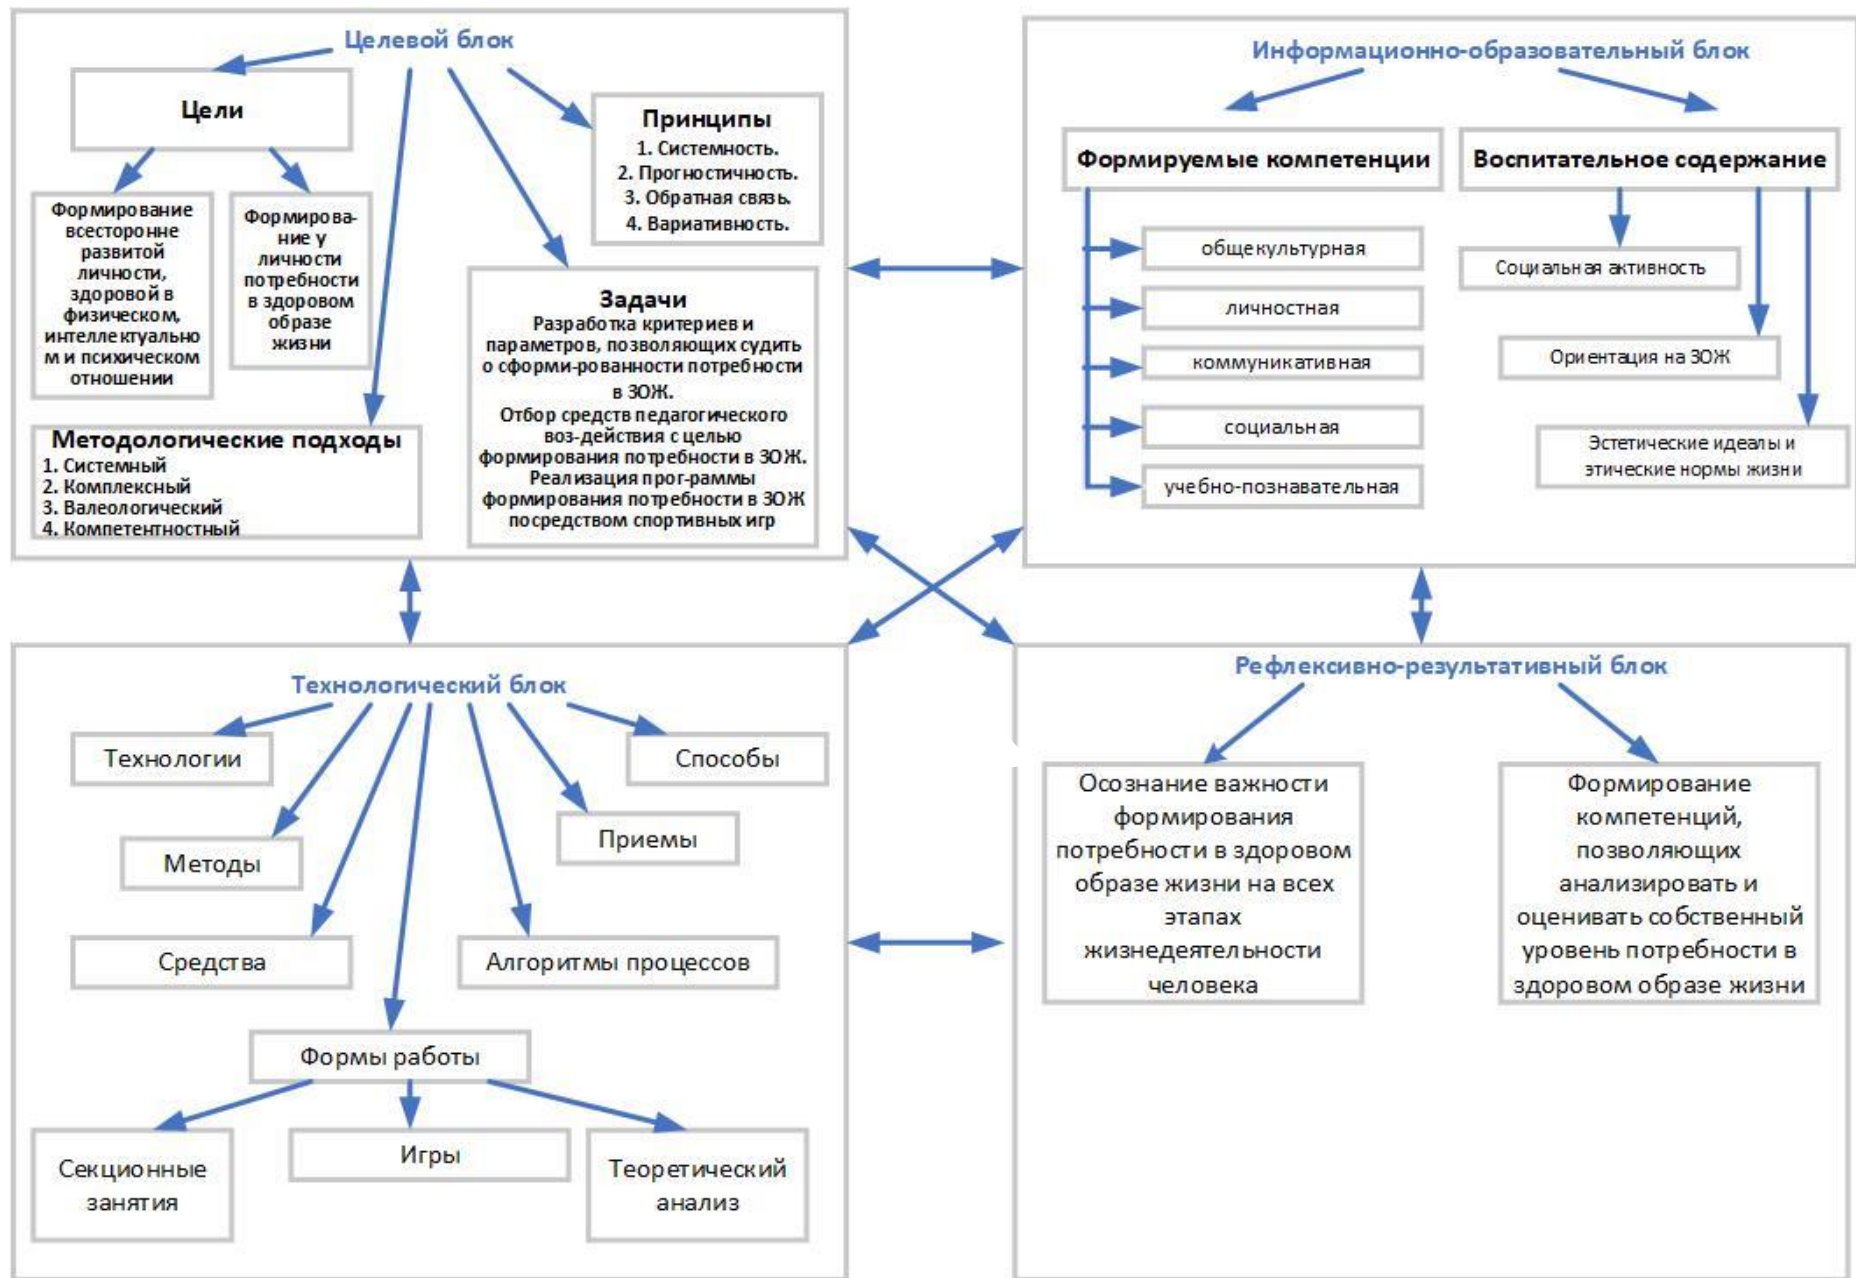 Целевой блок
Цели
Формирование
всесторонне
развитой
личности,
здоровой в
физическом,
интеллектуально
м и психическом
отношении
Формирова-
ние у
личности
потребности
в здоровом
образе
жизни
Принципы
1. Системность.
2. Прогностичность.
3. Обратная связь.
4. Вариативность.
Методологические подходы
1. Системный
2. Комплексный
3. Валеологический
4. Компетентностный
Задачи
Разработка критериев и
параметров, позволяющих судить
о сформи-рованности потребности
в ЗОЖ.
Отбор средств педагогического
воз-действия с целью
формирования потребности в ЗОЖ.
Реализация прог-раммы
формирования потребности в ЗОЖ
посредством спортивных игр
Информационно-образовательный блок
Формируемые компетенции
общекультурная
личностная
коммуникативная
социальная
учебно-познавательная
Воспитательное содержание
Социальная активность
Ориентация на ЗОЖ
Эстетические идеалы и
этические нормы жизни
Технологический блок
Технологии
Способы
Методы
Приемы
Средства
Алгоритмы процессов
Формы работы
Секционные
занятия
Игры
Теоретический
анализ
Рефлексивно-результативный блок
Осознание важности
формирования
потребности в здоровом
образе жизни на всех
этапах
жизнедеятельности
человека
Формирование
компетенций,
позволяющих
анализировать и
оценивать собственный
уровень потребности в
здоровом образе жизни